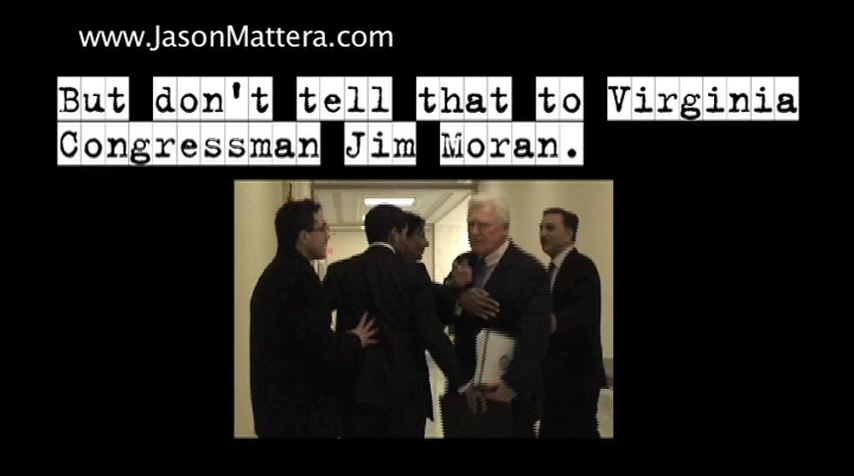 www.JasonMattera.com
But don't tell that to Virginia
Congressman Jim Moran.